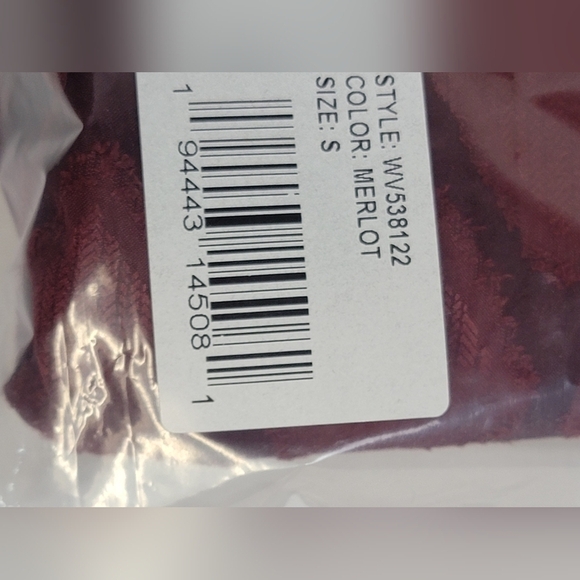 STYLE: WV538122
COLOR: MERLOT
SIZE: S
1 94443 14508 1